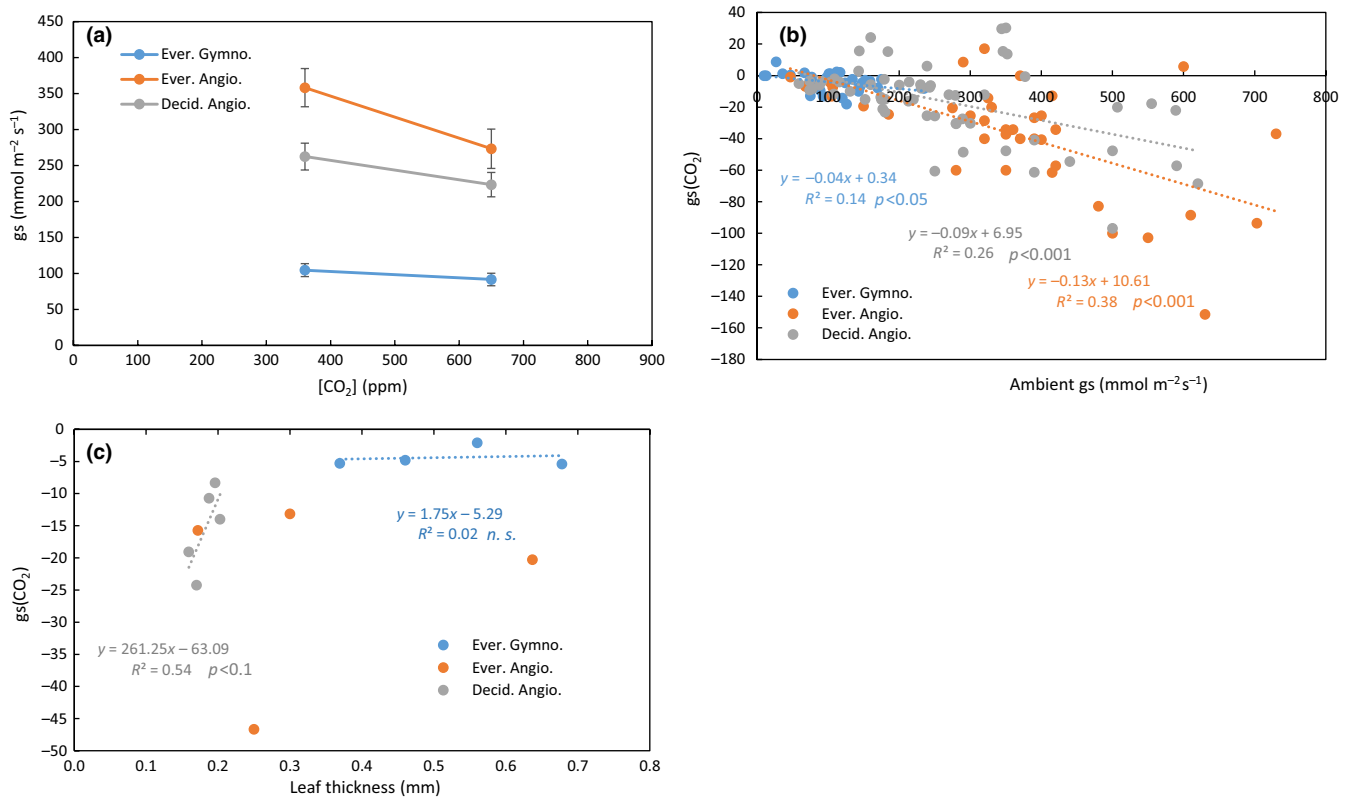 (a)
450
400
350
300
250
200
150
100
50
0
gs (mmol m⁻² s⁻¹)
Ever. Gymno.
Ever. Angio.
Decid. Angio.
0 100 200 300 400 500 600 700 800 900
[CO₂] (ppm)
(b)
40
20
0
−20
−40
−60
−80
−100
−120
−140
−160
−180
gs(CO₂)
0 100 200 300 400 500 600 700 800
y = −0.04x + 0.34
R² = 0.14 p<0.05
y = −0.09x + 6.95
R² = 0.26 p<0.001
y = −0.13x + 10.61
R² = 0.38 p<0.001
Ever. Gymno.
Ever. Angio.
Decid. Angio.
Ambient gs (mmol m⁻² s⁻¹)
(c)
0
−5
−10
−15
−20
−25
−30
−35
−40
−45
−50
gs(CO₂)
y = 1.75x − 5.29
R² = 0.02 n. s.
y = 261.25x − 63.09
R² = 0.54 p<0.1
Ever. Gymno.
Ever. Angio.
Decid. Angio.
0.0 0.1 0.2 0.3 0.4 0.5 0.6 0.7 0.8
Leaf thickness (mm)